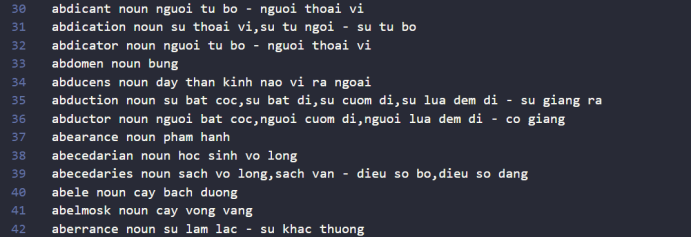 30 abdicant noun nguoi tu bo - nguoi thoai vi
31 abdication noun su thoai vi,su tu ngoi - su tu bo
32 abdicator noun nguoi tu bo - nguoi thoai vi
33 abdomen noun bung
34 abducens noun day than kinh nao vi ra ngoai
35 abduction noun su bat coc,su bat di,su cuom di,su lua dem di - su giang ra
36 abductor noun nguoi bat coc,nguoi cuom di,nguoi lua dem di - co giang
37 abearance noun pham hanh
38 abecedarian noun hoc sinh vo long
39 abecedaries noun sach vo long,sach van - dieu so bo,dieu so dang
40 abele noun cay bach duong
41 abelmosk noun cay vong vang
42 aberrance noun su lam lac - su khac thuong